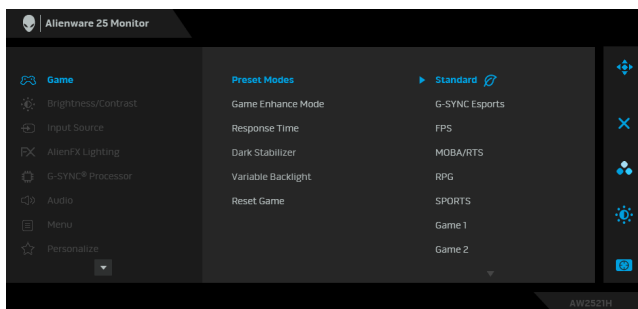 Alienware 25 Monitor
Game
Preset Modes
Standard
Brightness/Contrast
Game Enhance Mode
G-SYNC Esports
Input Source
Response Time
FPS
FX AlienFX Lighting
Dark Stabilizer
MOBA/RTS
G-SYNC® Processor
Variable Backlight
RPG
Audio
Reset Game
SPORTS
Menu
Game 1
Personalize
Game 2
AW2521H